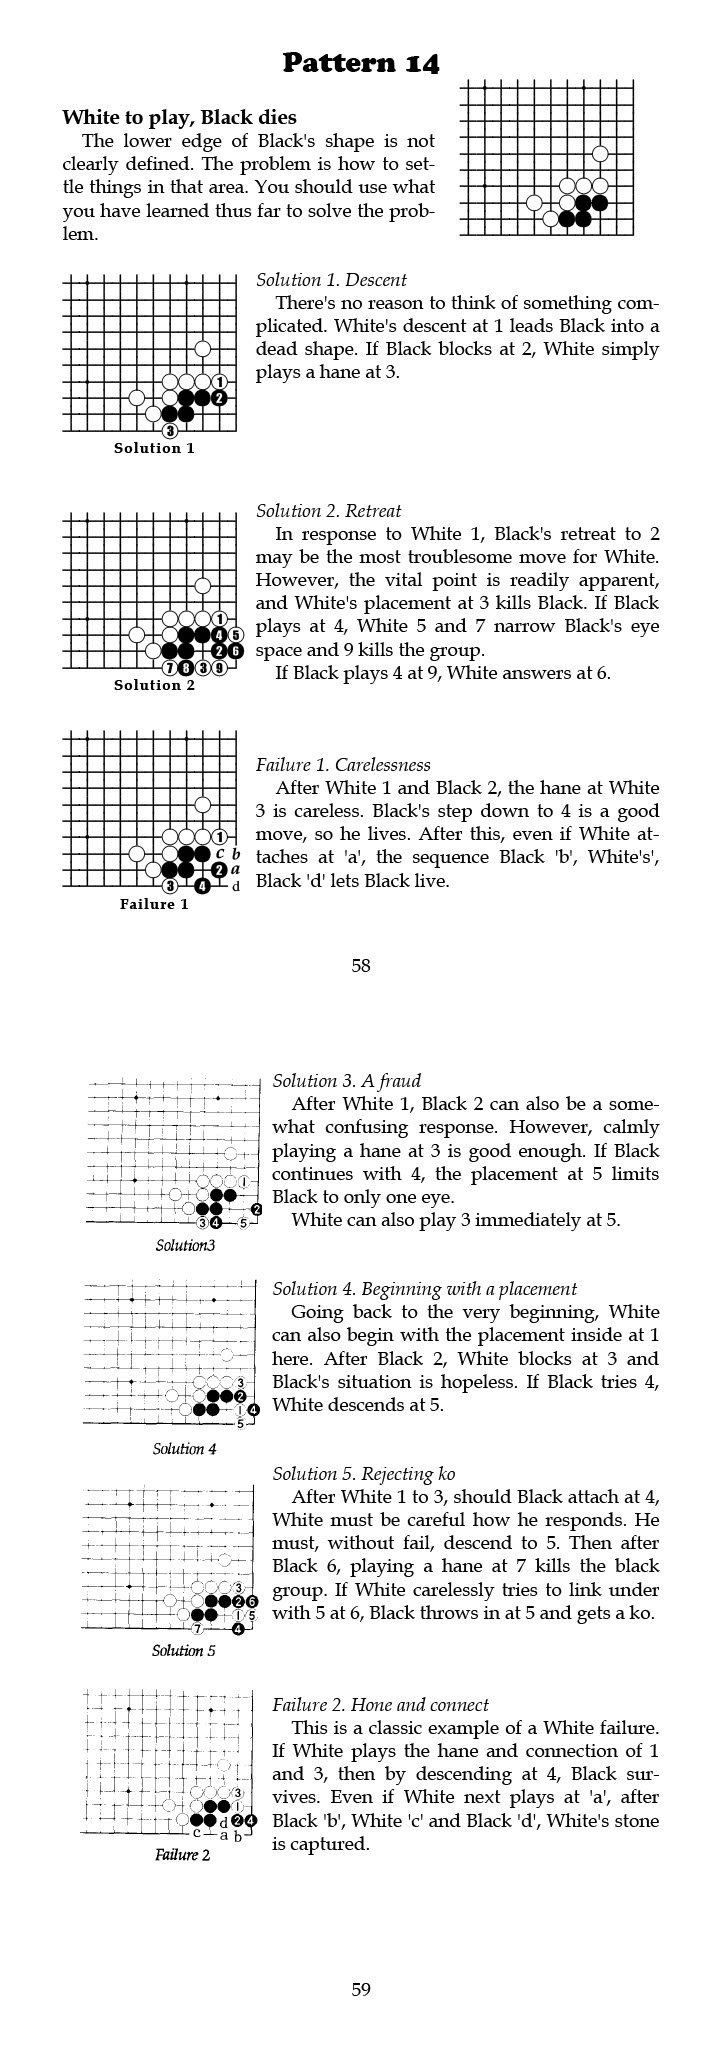 Pattern 14
White to play, Black dies
The lower edge of Black's shape is not
clearly defined. The problem is how to set-
tle things in that area. You should use what
you have learned thus far to solve the prob-
lem.
Solution 1. Descent
There's no reason to think of something com-
plicated. White's descent at 1 leads Black into a
dead shape. If Black blocks at 2, White simply
plays a hane at 3.
1
2
3
Solution 1
Solution 2. Retreat
In response to White 1, Black's retreat to 2
may be the most troublesome move for White.
However, the vital point is readily apparent,
and White's placement at 3 kills Black. If Black
plays at 4, White 5 and 7 narrow Black's eye
space and 9 kills the group.
If Black plays 4 at 9, White answers at 6.
1
4 5
2 6
7 8 3 9
Solution 2
Failure 1. Carelessness
After White 1 and Black 2, the hane at White
3 is careless. Black's step down to 4 is a good
move, so he lives. After this, even if White at-
taches at 'a', the sequence Black 'b', White's',
Black 'd' lets Black live.
1
c b
2 a
3 4 d
Failure 1
58
Solution 3. A fraud
After White 1, Black 2 can also be a some-
what confusing response. However, calmly
playing a hane at 3 is good enough. If Black
continues with 4, the placement at 5 limits
Black to only one eye.
White can also play 3 immediately at 5.
1
2
3 4 5
Solution3
Solution 4. Beginning with a placement
Going back to the very beginning, White
can also begin with the placement inside at 1
here. After Black 2, White blocks at 3 and
Black's situation is hopeless. If Black tries 4,
White descends at 5.
3
2
1 4
5
Solution 4
Solution 5. Rejecting ko
After White 1 to 3, should Black attach at 4,
White must be careful how he responds. He
must, without fail, descend to 5. Then after
Black 6, playing a hane at 7 kills the black
group. If White carelessly tries to link under
with 5 at 6, Black throws in at 5 and gets a ko.
3
2 6
1 5
7 4
Solution 5
Failure 2. Hone and connect
This is a classic example of a White failure.
If White plays the hane and connection of 1
and 3, then by descending at 4, Black sur-
vives. Even if White next plays at 'a', after
Black 'b', White 'c' and Black 'd', White's stone
is captured.
3
1
d 2 4
c a b
Failure 2
59